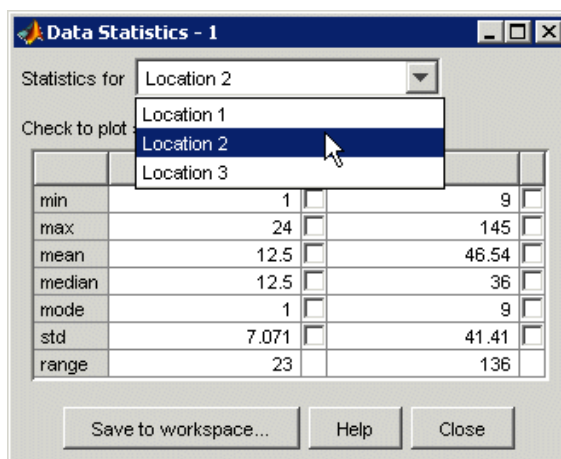 Data Statistics - 1
Statistics for Location 2
Location 1
Check to plot
Location 2
Location 3
min 1 9
max 24 145
mean 12.5 46.54
median 12.5 36
mode 1 9
std 7.071 41.41
range 23 136
Save to workspace... Help Close